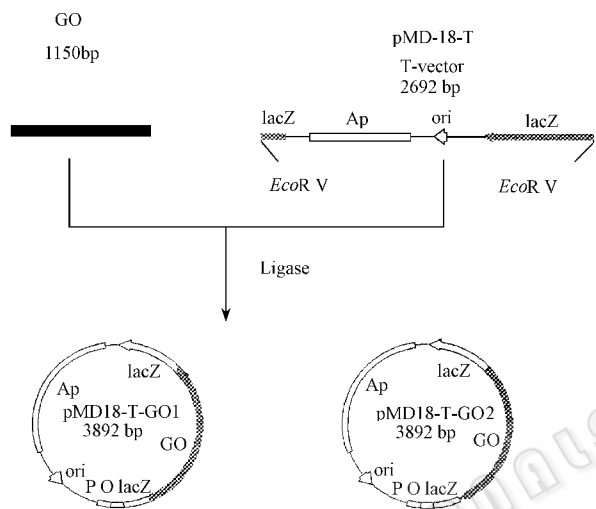 GO
1150bp
pMD-18-T
T-vector
2692 bp
lacZ
Ap
ori
lacZ
EcoR V
EcoR V
Ligase
lacZ
Ap
pMD18-T-GO1
3892 bp
GO
ori
P O lacZ
lacZ
Ap
pMD18-T-GO2
3892 bp
GO
ori
P O lacZ
NALS